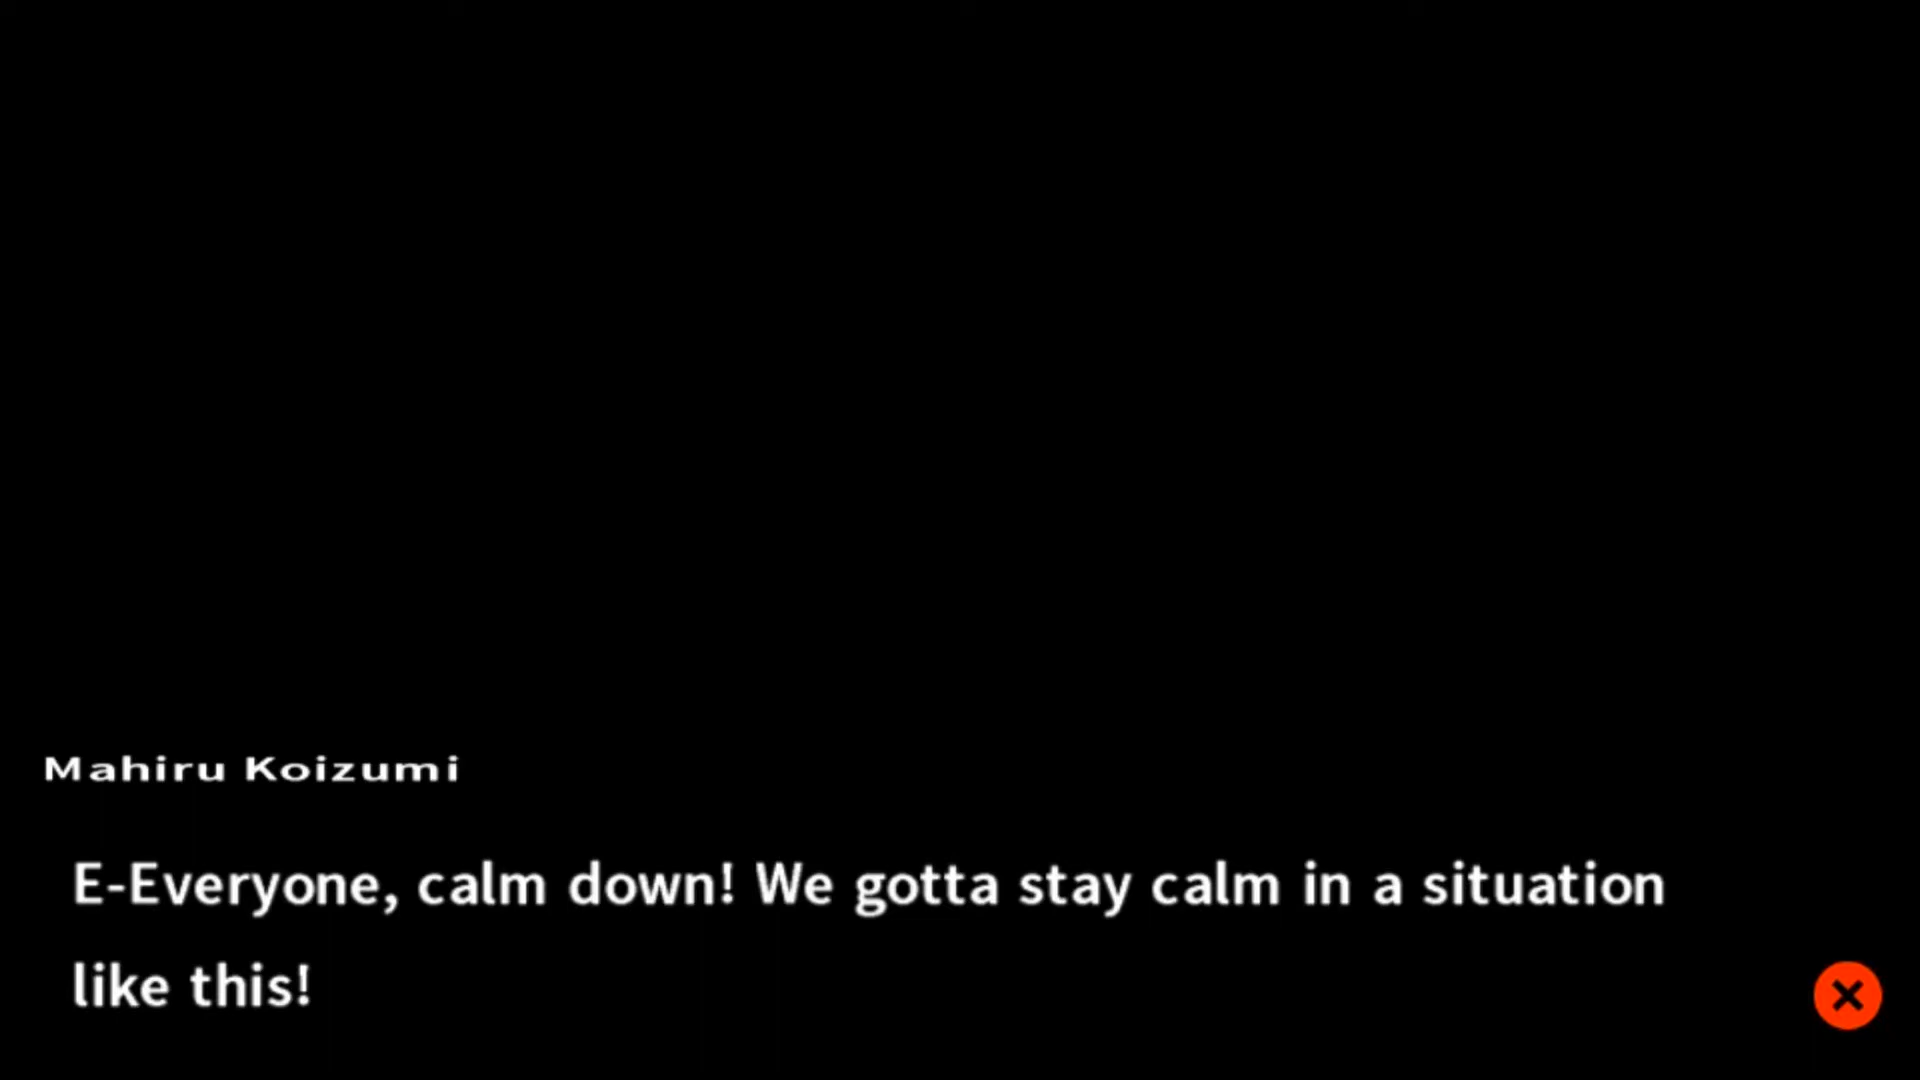 Mahiru Koizumi
E-Everyone, calm down! We gotta stay calm in a situation
like this!